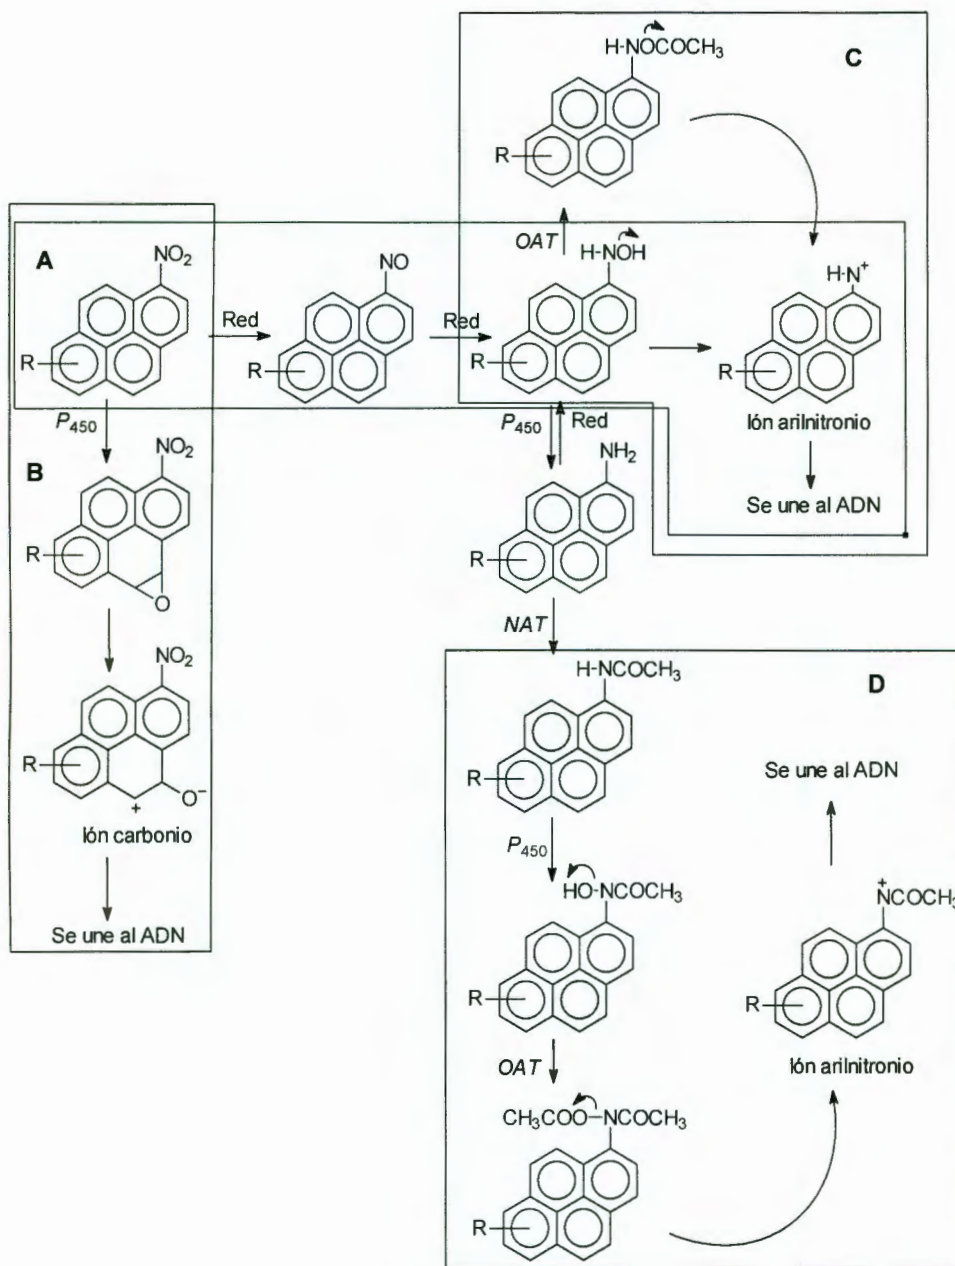 H-NOCOCH₃
C
R
OAT
A
NO₂
NO
H-NOH
H-N⁺
Red
Red
R
R
R
R
Ión arilnitronio
P₄₅₀
P₄₅₀
Red
B
NO₂
NH₂
Se une al ADN
R
R
O
NAT
NO₂
H-NCOCH₃
D
R
R
Se une al ADN
O⁻
+
Ión carbonio
P₄₅₀
HO-NCOCH₃
+
NCOCH₃
Se une al ADN
R
R
OAT
Ión arilnitronio
CH₃COO-NCOCH₃
R